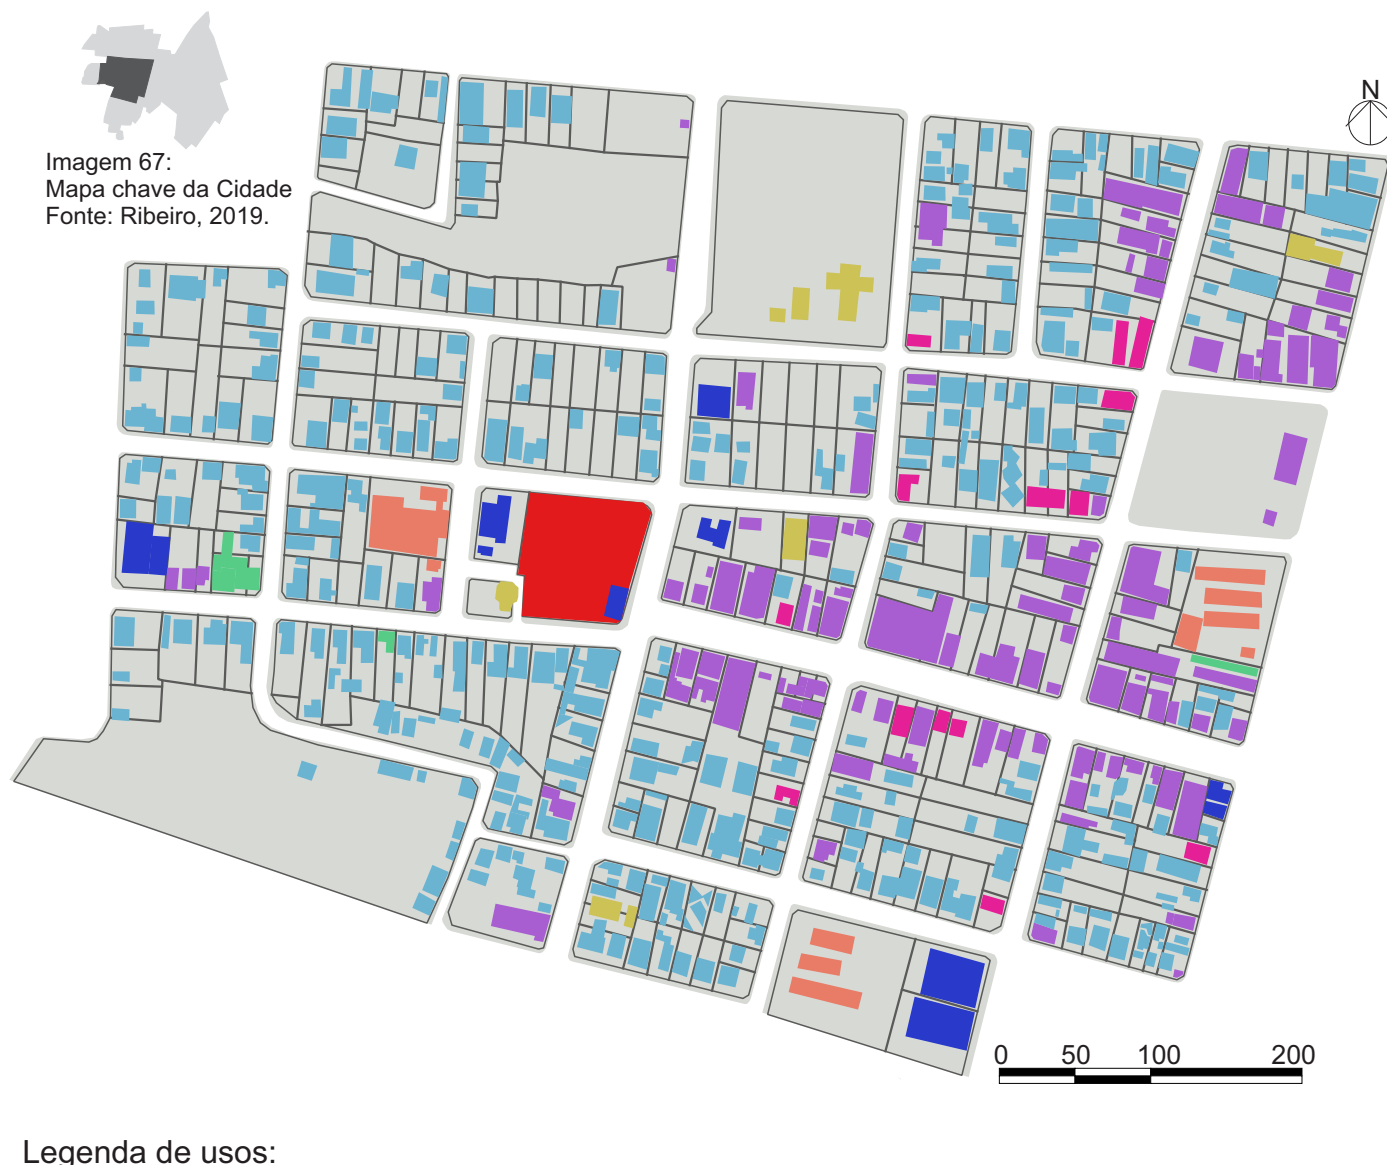 Imagem 67:
Mapa chave da Cidade
Fonte: Ribeiro, 2019.
N
0 50 100 200
Legenda de usos: